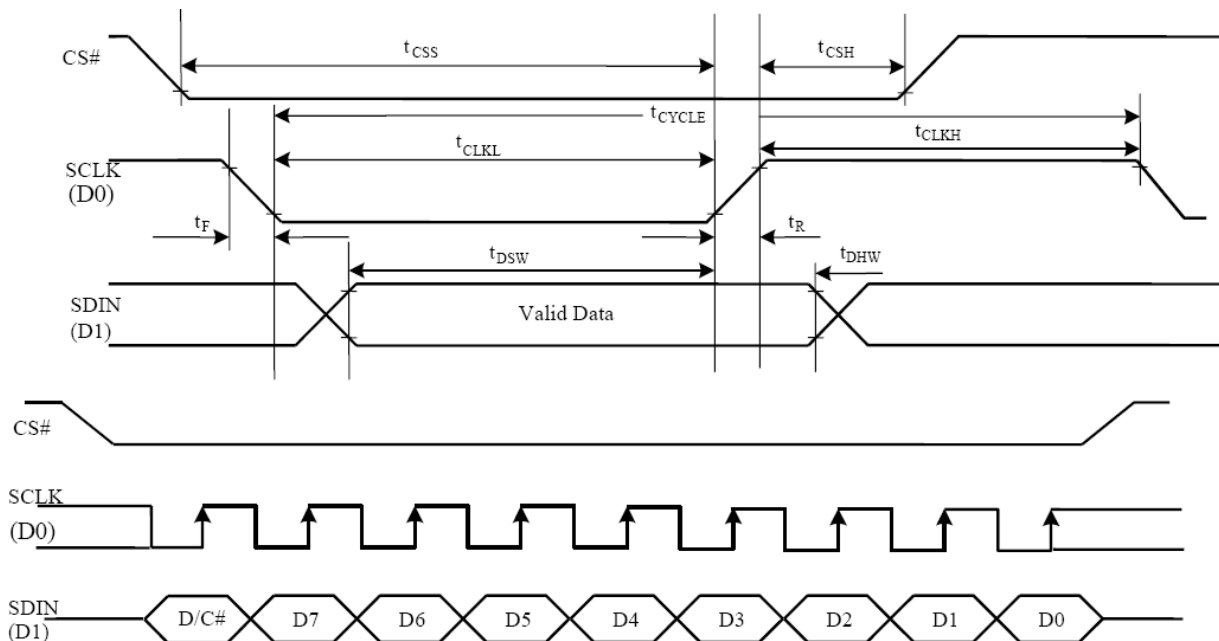 CS#
tCSS
tCSH
tCYCLE
tCLKL
tCLKH
SCLK
(D0)
tF
tR
tDSW
tDHW
SDIN
(D1)
Valid Data
CS#
SCLK
(D0)
SDIN
(D1)
D/C# D7 D6 D5 D4 D3 D2 D1 D0